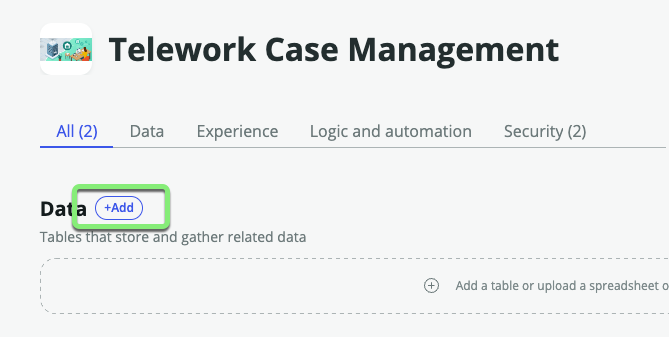 Telework Case Management
All (2) Data Experience Logic and automation Security (2)
Data +Add
Tables that store and gather related data
Add a table or upload a spreadsheet o